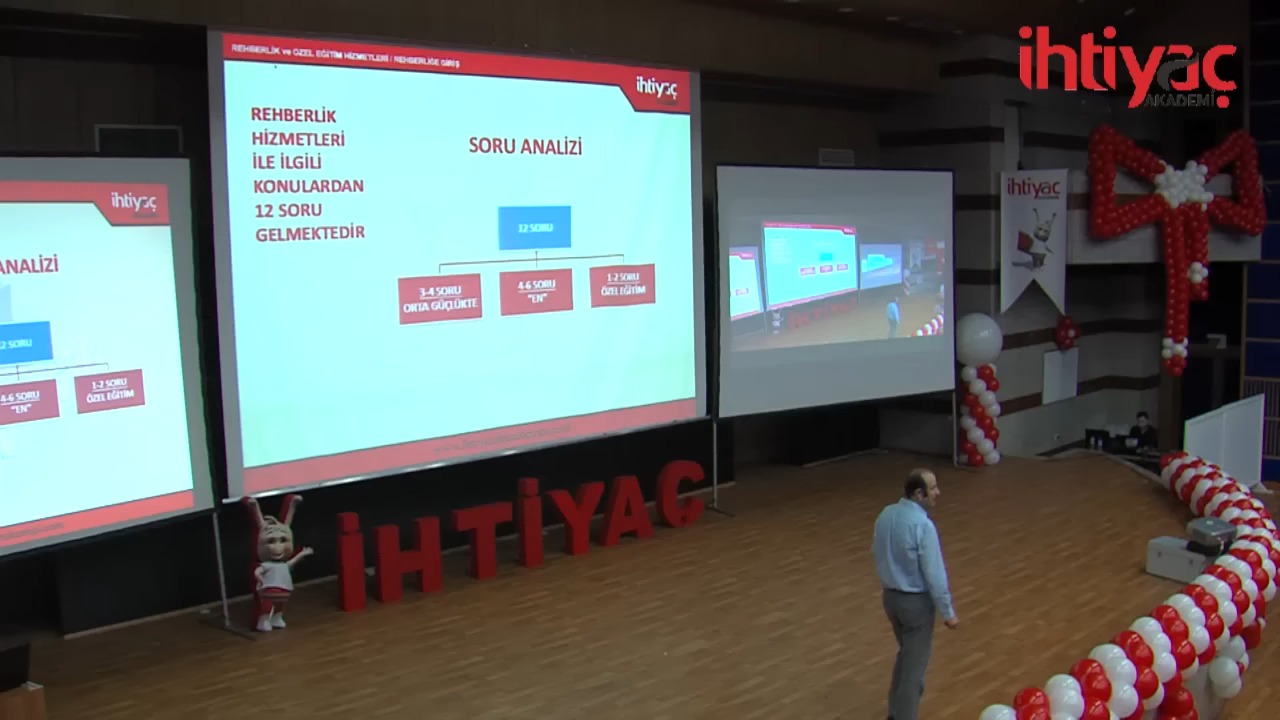 ihtiyaç
AKADEMİ
REHBERLİK ve ÖZEL EĞİTİM HİZMETLERİ / REHBERLİĞE GİRİŞ
ihtiyaç
REHBERLİK
HİZMETLERİ
İLE İLGİLİ
KONULARDAN
12 SORU
GELMEKTEDİR
SORU ANALİZİ
12 SORU
3-4 SORU
ORTA GÜÇLÜKTE
4-6 SORU
"EN"
1-2 SORU
ÖZEL EĞİTİM
ihtiyaç
ANALİZİ
2 SORU
4-6 SORU
"EN"
1-2 SORU
ÖZEL EĞİTİM
ihtiyaç
İHTİYAÇ